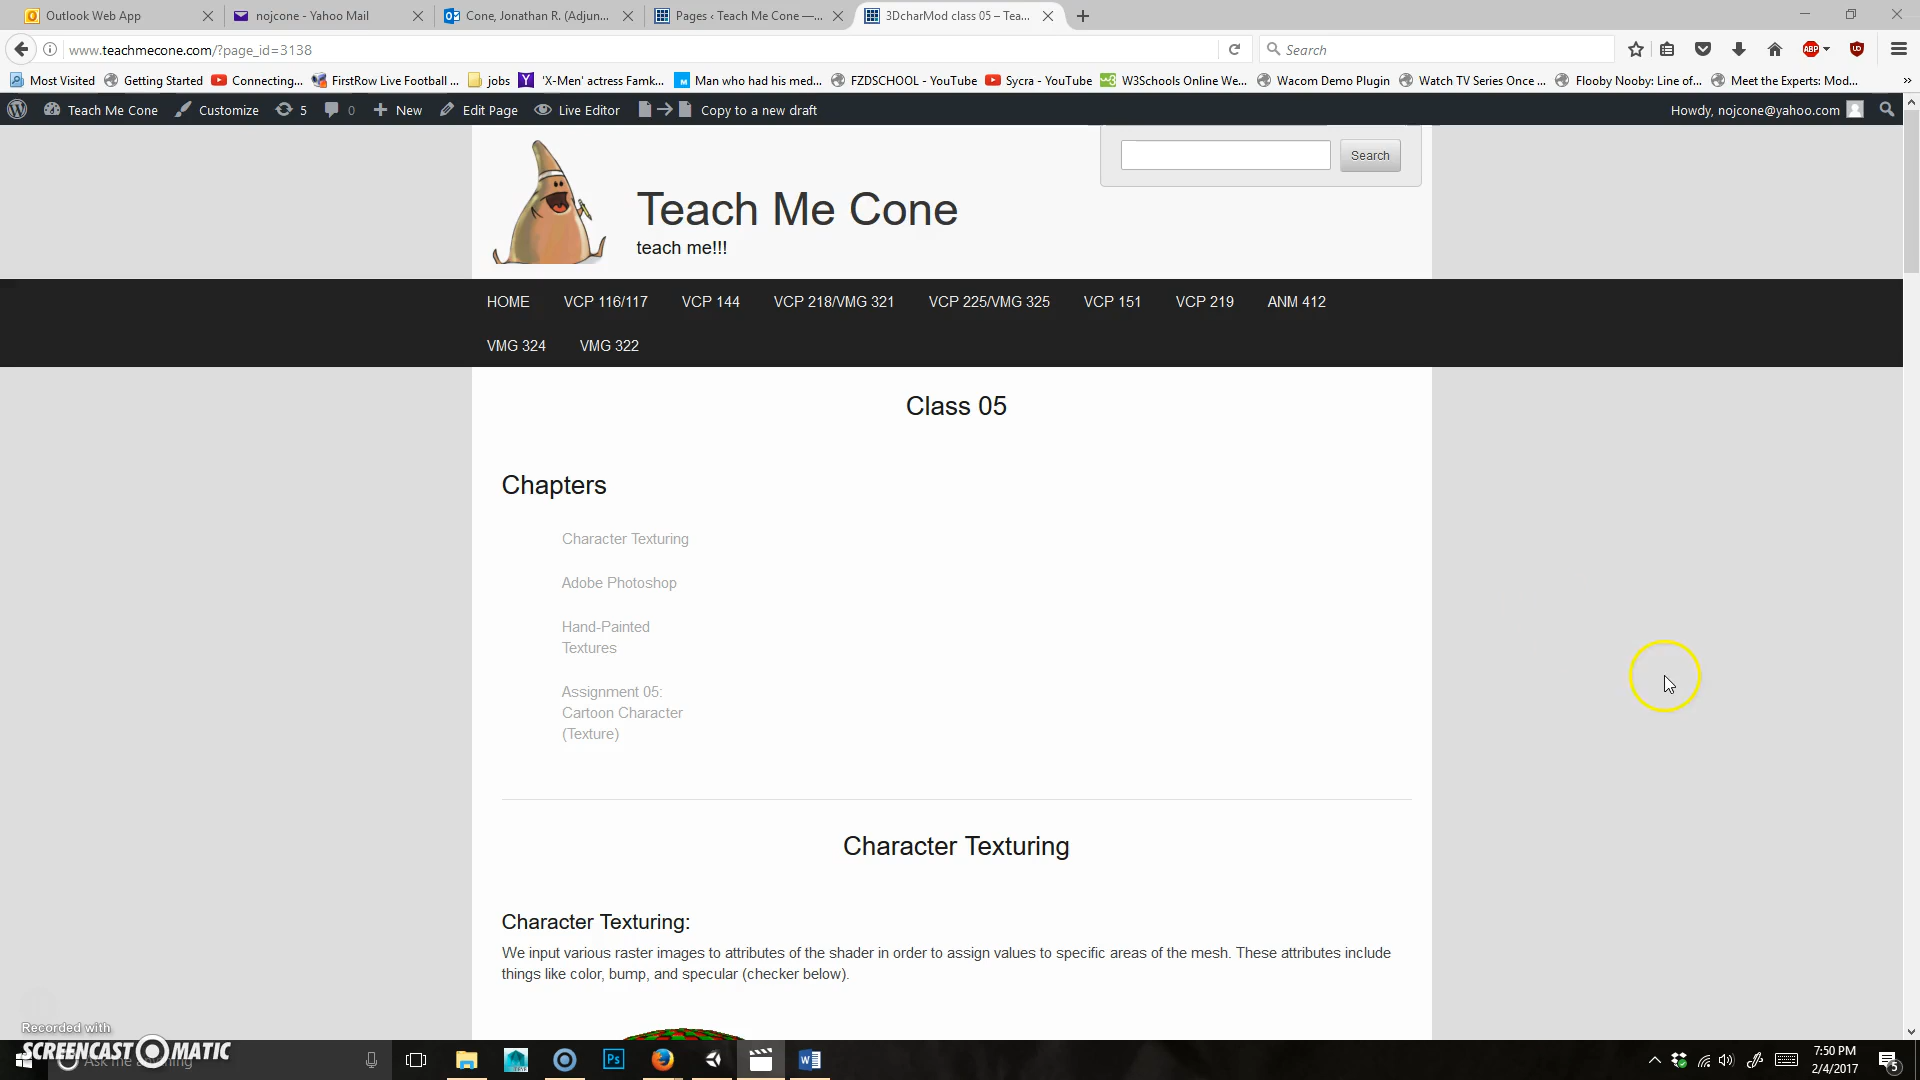 Outlook Web App
nojcone - Yahoo Mail
Cone, Jonathan R. (Adjun...
Pages ‹ Teach Me Cone —...
3DcharMod class 05 – Tea...
www.teachmecone.com/?page_id=3138
Search
ABP
Most Visited
Getting Started
Connecting...
FirstRow Live Football ...
jobs
'X-Men' actress Famk...
Man who had his med...
FZDSCHOOL - YouTube
Sycra - YouTube
W3Schools Online We...
Wacom Demo Plugin
Watch TV Series Once ...
Flooby Nooby: Line of...
Meet the Experts: Mod...
Teach Me Cone
Customize
5
0
New
Edit Page
Live Editor
Copy to a new draft
Howdy, nojcone@yahoo.com
Search
Teach Me Cone
teach me!!!
HOME
VCP 116/117
VCP 144
VCP 218/VMG 321
VCP 225/VMG 325
VCP 151
VCP 219
ANM 412
VMG 324
VMG 322
Class 05
Chapters
Character Texturing
Adobe Photoshop
Hand-Painted
Textures
Assignment 05:
Cartoon Character
(Texture)
Character Texturing
Character Texturing:
We input various raster images to attributes of the shader in order to assign values to specific areas of the mesh. These attributes include
things like color, bump, and specular (checker below).
Recorded with
SCREENCAST MATIC
Ps
7:50 PM
2/4/2017
5